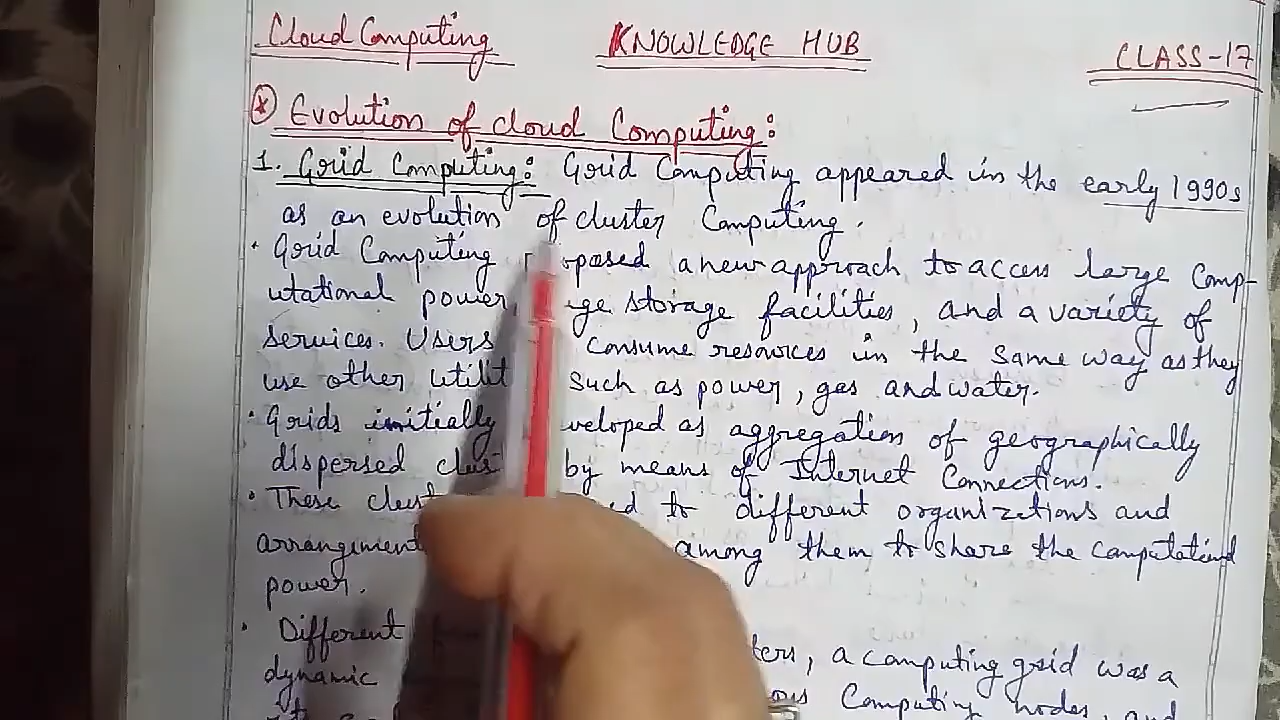 Cloud Computing KNOWLEDGE HUB CLASS-17
Evolution of cloud Computing:
1. Grid Computing: Grid Computing appeared in the early 1990s
as an evolution of cluster Computing.
• Grid Computing a new approach to access large Comp-
utational power, storage facilities, and a variety of
services. Users consume resources in the same way as they
use other such as power, gas and water.
• Grids initially as aggregation of geographically
dispersed by means of Internet Connections.
• These to different organizations and
among them to share the computational
power.
• Different , a computing grid was a
dynamic Computing nodes, and